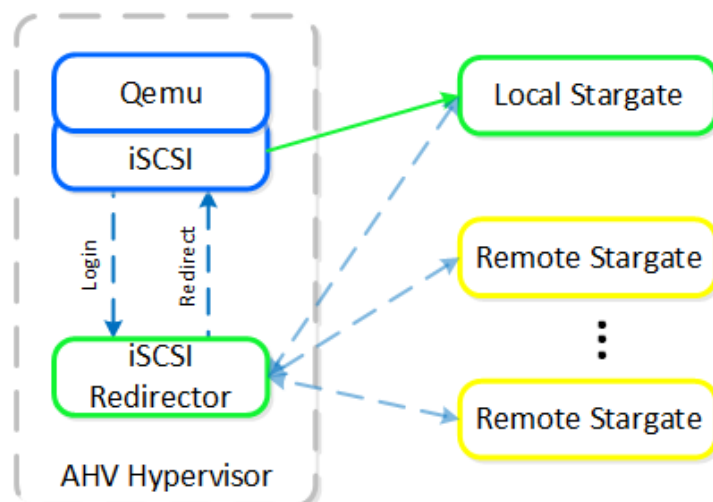 Qemu
iSCSI
Login
Redirect
iSCSI
Redirector
AHV Hypervisor
Local Stargate
Remote Stargate
Remote Stargate